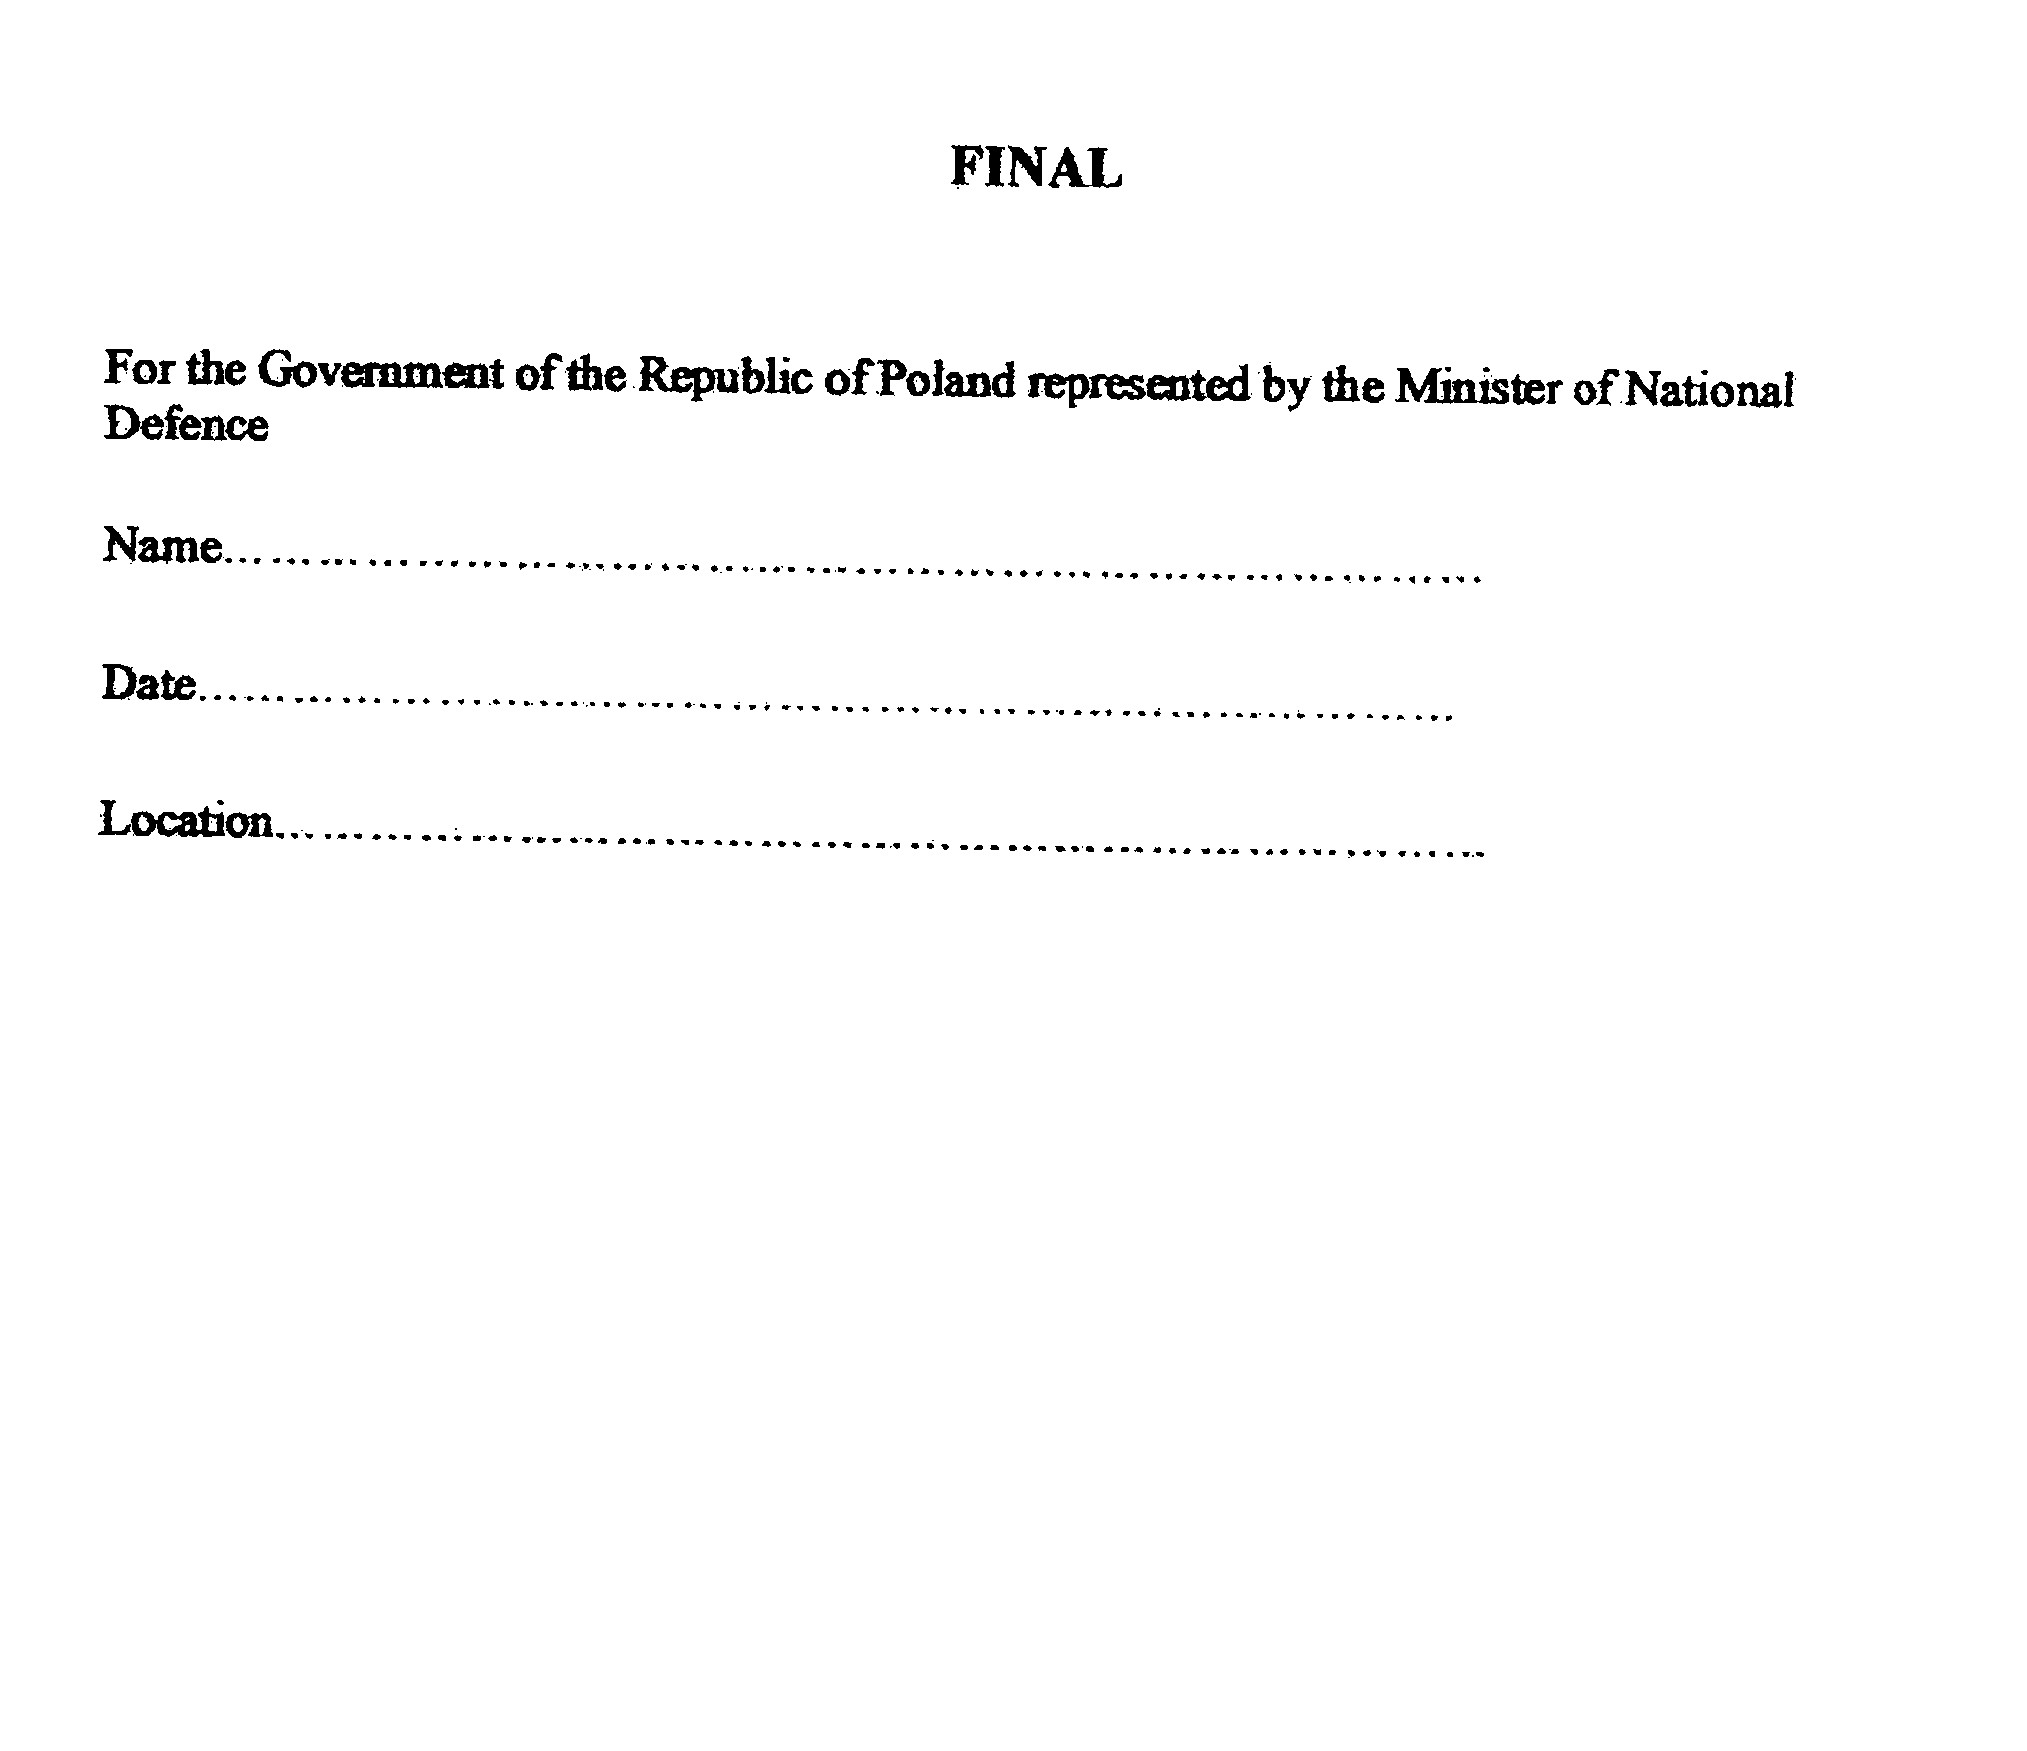 FINAL
For the Government of the Republic of Poland represented by the Minister of National
Defence
Name..............................................................................
Date..............................................................................
Location...........................................................................